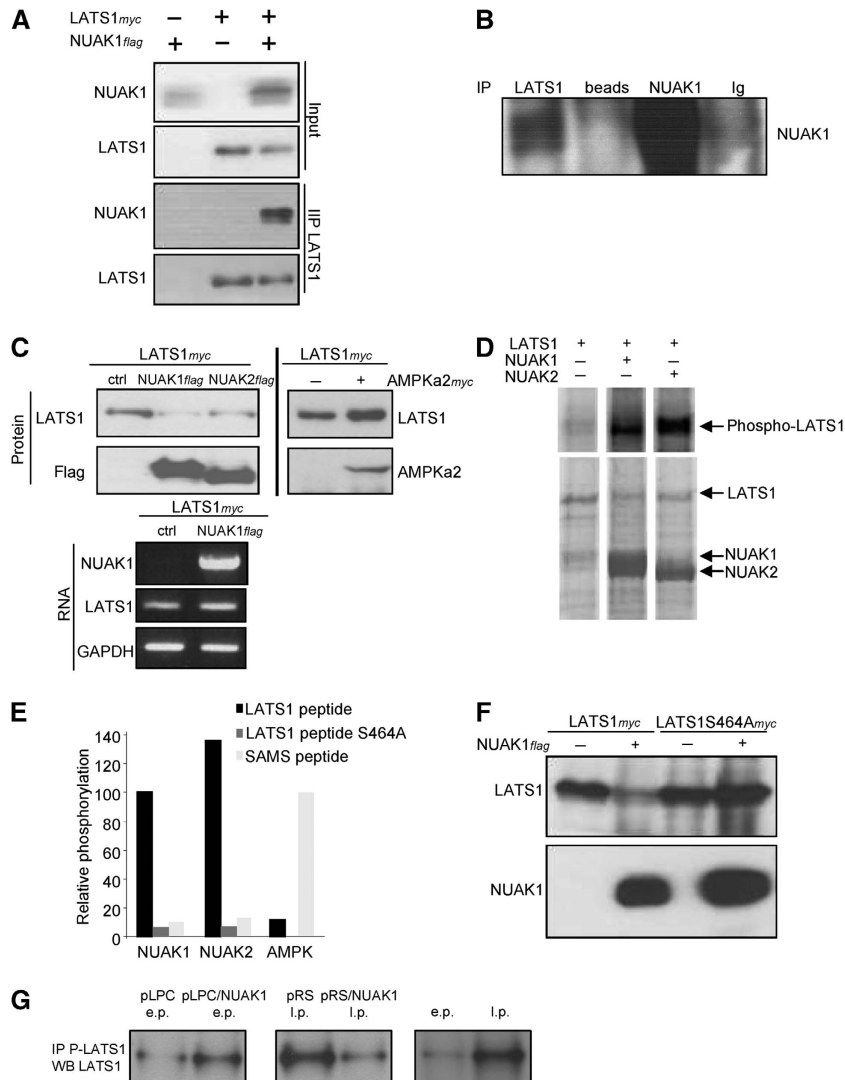 A
LATS1myc – + +
NUAK1flag + – +
NUAK1
LATS1
Input
NUAK1
LATS1
IIP LATS1
B
IP LATS1 beads NUAK1 Ig
NUAK1
C
LATS1myc
ctrl NUAK1flag NUAK2flag
Protein
LATS1
Flag
LATS1myc
– + AMPKa2myc
LATS1
AMPKa2
LATS1myc
ctrl NUAK1flag
RNA
NUAK1
LATS1
GAPDH
D
LATS1 + + +
NUAK1 – + –
NUAK2 – – +
Phospho-LATS1
LATS1
NUAK1
NUAK2
E
LATS1 peptide
LATS1 peptide S464A
SAMS peptide
Relative phosphorylation
140
120
100
80
60
40
20
0
NUAK1 NUAK2 AMPK
F
LATS1myc LATS1S464Amyc
NUAK1flag – + – +
LATS1
NUAK1
G
pLPC pLPC/NUAK1 pRS pRS/NUAK1
e.p. e.p. l.p. l.p. e.p. l.p.
IP P-LATS1
WB LATS1